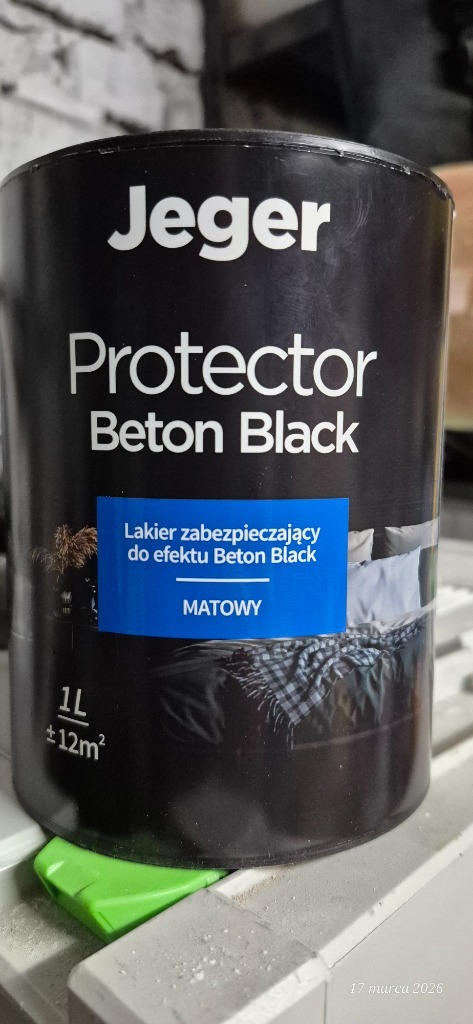 Jeger
Protector
Beton Black
Lakier zabezpieczający
do efektu Beton Black
MATOWY
1L
±12m²
17 marca 2026